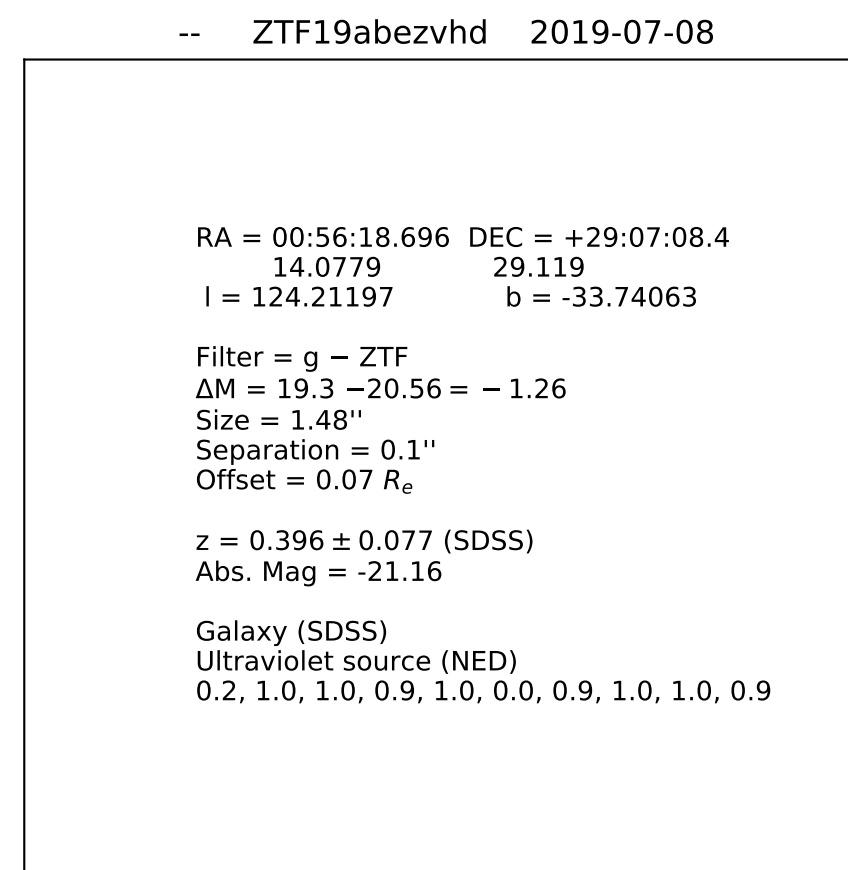 -- ZTF19abezvhd 2019-07-08
RA = 00:56:18.696 DEC = +29:07:08.4
14.0779 29.119
l = 124.21197 b = -33.74063
Filter = g − ZTF
ΔM = 19.3 −20.56 = − 1.26
Size = 1.48''
Separation = 0.1''
Offset = 0.07 Re
z = 0.396 ± 0.077 (SDSS)
Abs. Mag = -21.16
Galaxy (SDSS)
Ultraviolet source (NED)
0.2, 1.0, 1.0, 0.9, 1.0, 0.0, 0.9, 1.0, 1.0, 0.9